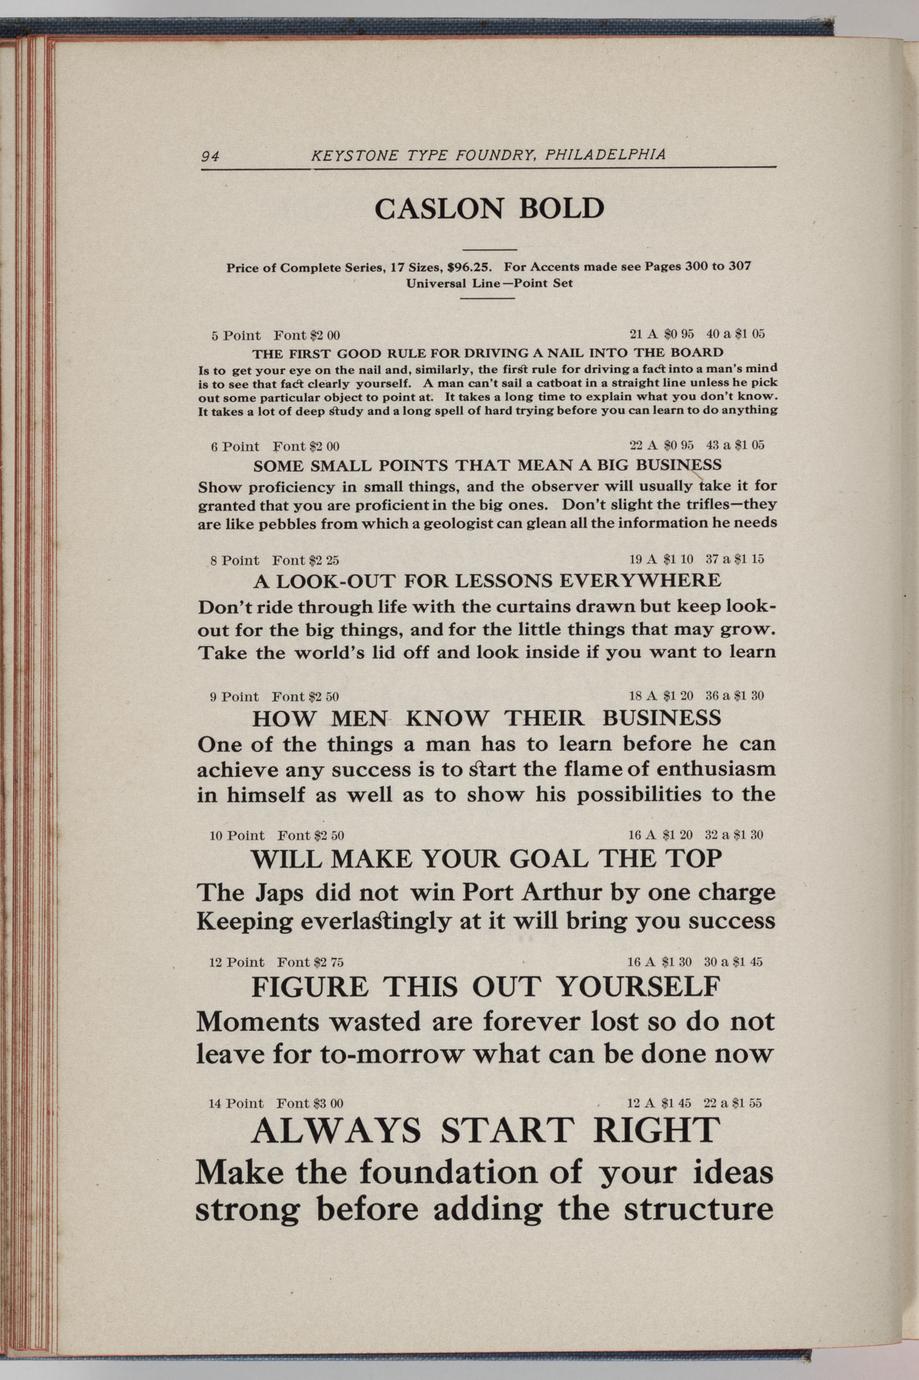 94 KEYSTONE TYPE FOUNDRY, PHILADELPHIA
CASLON BOLD
Price of Complete Series, 17 Sizes, $96.25. For Accents made see Pages 300 to 307
Universal Line—Point Set
5 Point Font $2 00 21 A $0 95 40 a $1 05
THE FIRST GOOD RULE FOR DRIVING A NAIL INTO THE BOARD
Is to get your eye on the nail and, similarly, the first rule for driving a fact into a man's mind
is to see that fact clearly yourself. A man can't sail a catboat in a straight line unless he pick
out some particular object to point at. It takes a long time to explain what you don't know.
It takes a lot of deep study and a long spell of hard trying before you can learn to do anything
6 Point Font $2 00 22 A $0 95 43 a $1 05
SOME SMALL POINTS THAT MEAN A BIG BUSINESS
Show proficiency in small things, and the observer will usually take it for
granted that you are proficient in the big ones. Don't slight the trifles—they
are like pebbles from which a geologist can glean all the information he needs
8 Point Font $2 25 19 A $1 10 37 a $1 15
A LOOK-OUT FOR LESSONS EVERYWHERE
Don't ride through life with the curtains drawn but keep look-
out for the big things, and for the little things that may grow.
Take the world's lid off and look inside if you want to learn
9 Point Font $2 50 18 A $1 20 36 a $1 30
HOW MEN KNOW THEIR BUSINESS
One of the things a man has to learn before he can
achieve any success is to start the flame of enthusiasm
in himself as well as to show his possibilities to the
10 Point Font $2 50 16 A $1 20 32 a $1 30
WILL MAKE YOUR GOAL THE TOP
The Japs did not win Port Arthur by one charge
Keeping everlastingly at it will bring you success
12 Point Font $2 75 16 A $1 30 30 a $1 45
FIGURE THIS OUT YOURSELF
Moments wasted are forever lost so do not
leave for to-morrow what can be done now
14 Point Font $3 00 12 A $1 45 22 a $1 55
ALWAYS START RIGHT
Make the foundation of your ideas
strong before adding the structure